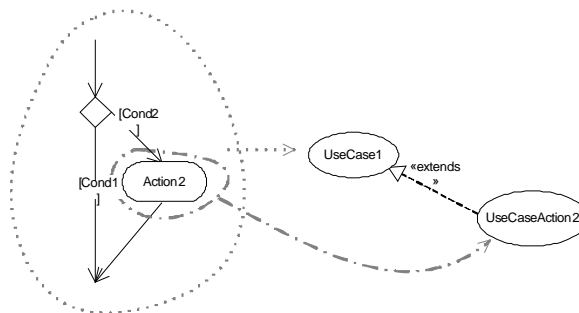 [Cond2
]
[Cond1
]
Action2
UseCase1
«extends
»
UseCaseAction2